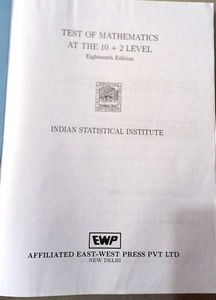 TEST OF MATHEMATICS
AT THE 10 + 2 LEVEL
Eighteenth Edition
INDIAN STATISTICAL INSTITUTE
EWP
AFFILIATED EAST-WEST PRESS PVT LTD
NEW DELHI